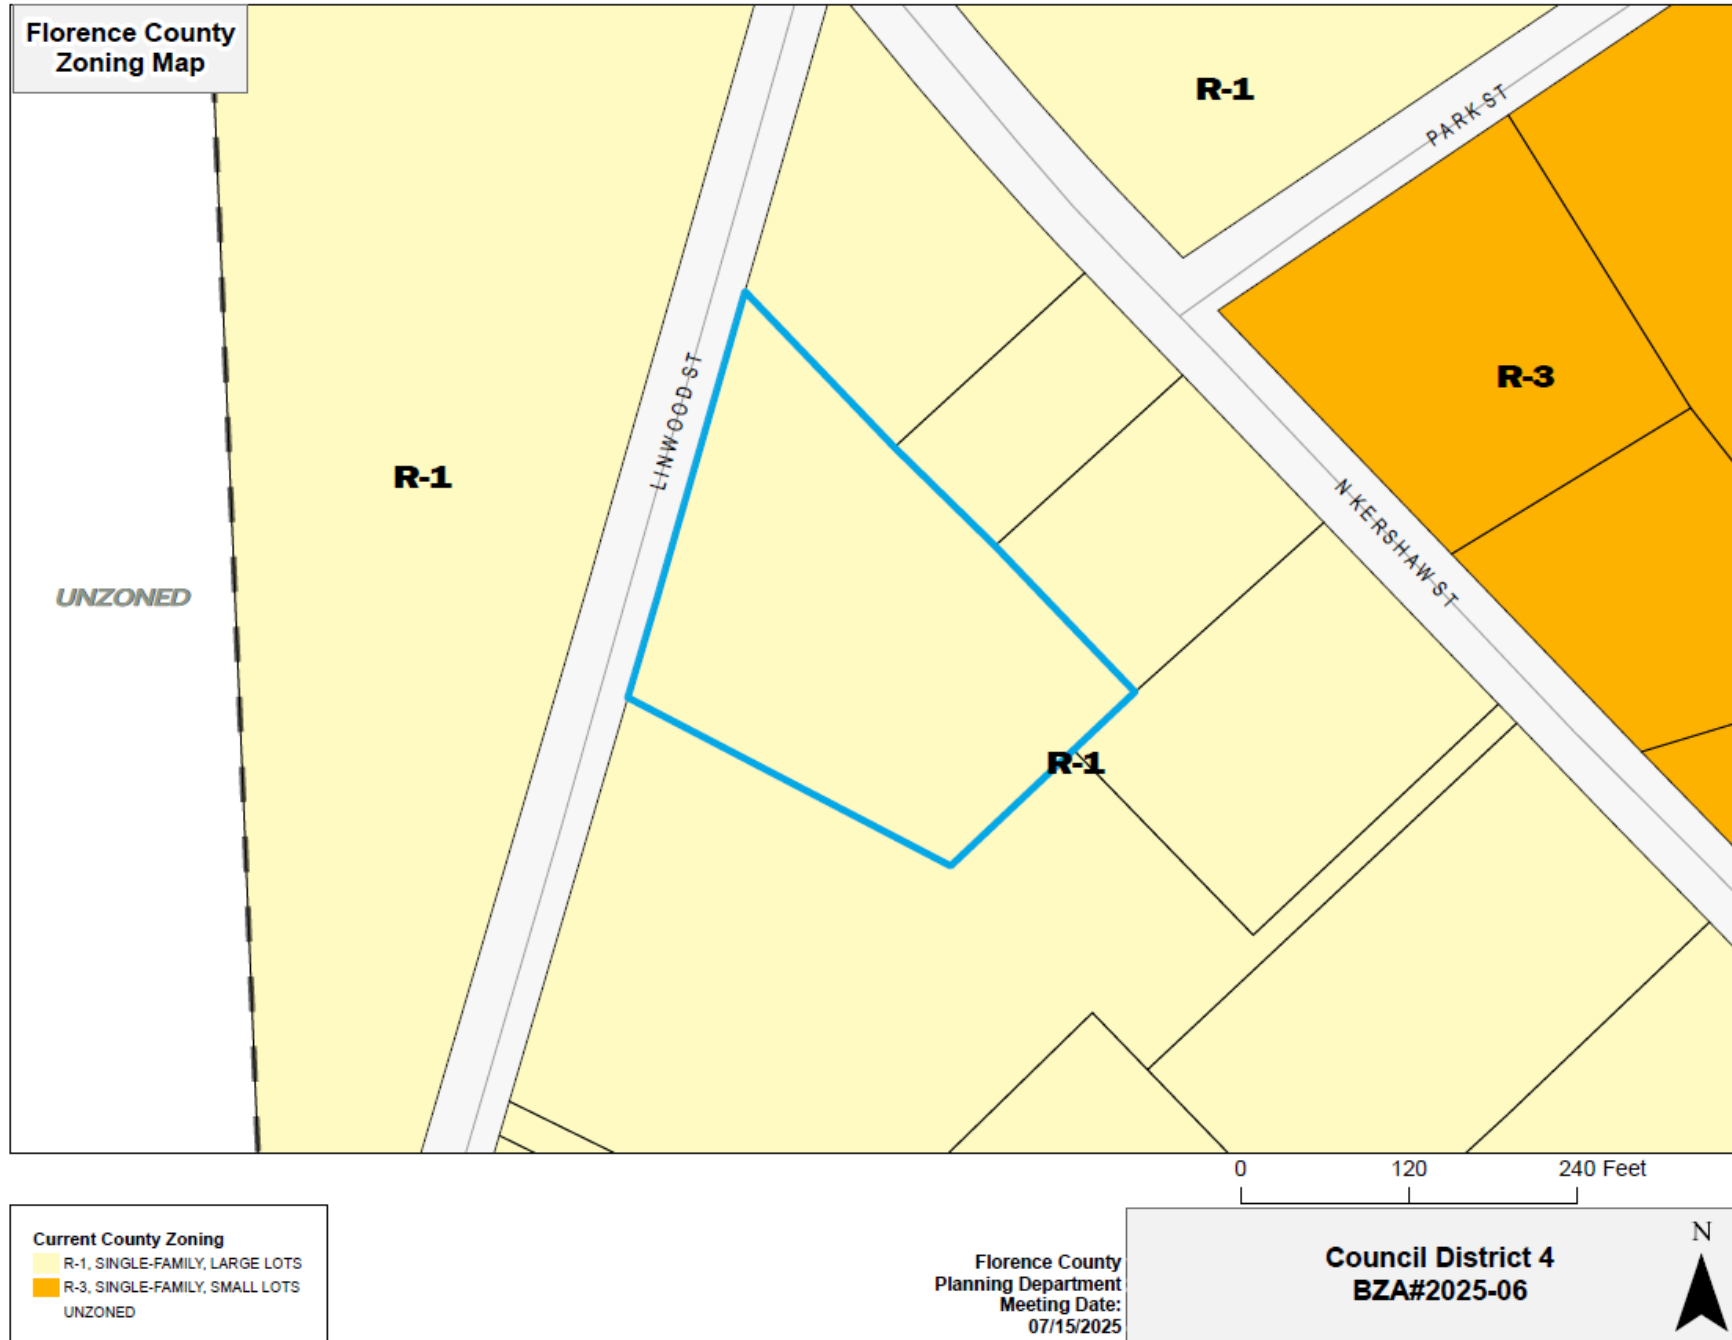 Florence County
Zoning Map
R-1
PARK ST
R-3
LINWOOD ST
R-1
N KERSHAW ST
UNZONED
R-1
0 120 240 Feet
Current County Zoning
R-1, SINGLE-FAMILY, LARGE LOTS
R-3, SINGLE-FAMILY, SMALL LOTS
UNZONED
Florence County
Planning Department
Meeting Date:
07/15/2025
Council District 4
BZA#2025-06
N